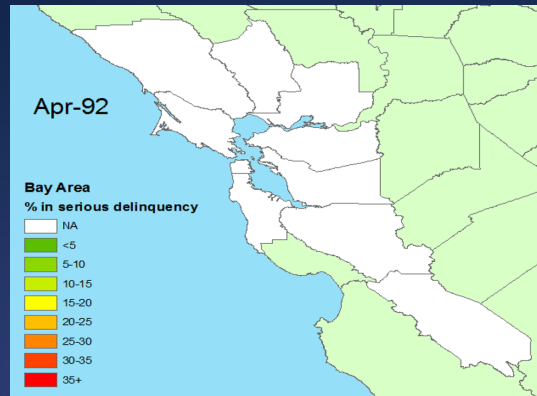 Apr-92
Bay Area
% in serious delinquency
NA
<5
5-10
10-15
15-20
20-25
25-30
30-35
35+